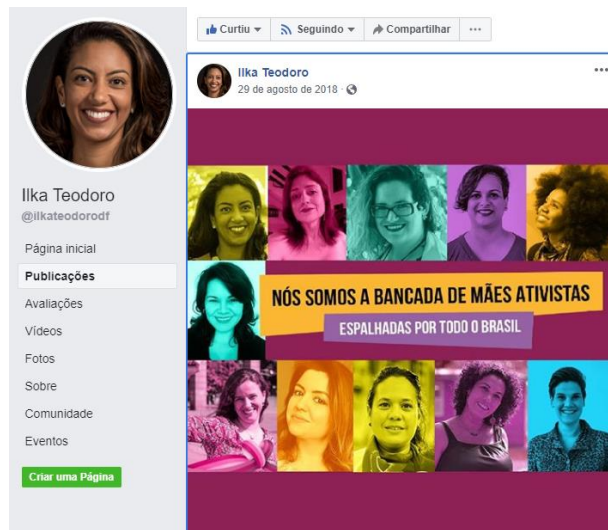 Curtiu
Seguindo
Compartilhar
Ilka Teodoro
29 de agosto de 2018
Ilka Teodoro
@ilkateodorodf
Página inicial
Publicações
Avaliações
Vídeos
Fotos
Sobre
Comunidade
Eventos
Criar uma Página
NÓS SOMOS A BANCADA DE MÃES ATIVISTAS
ESPALHADAS POR TODO O BRASIL